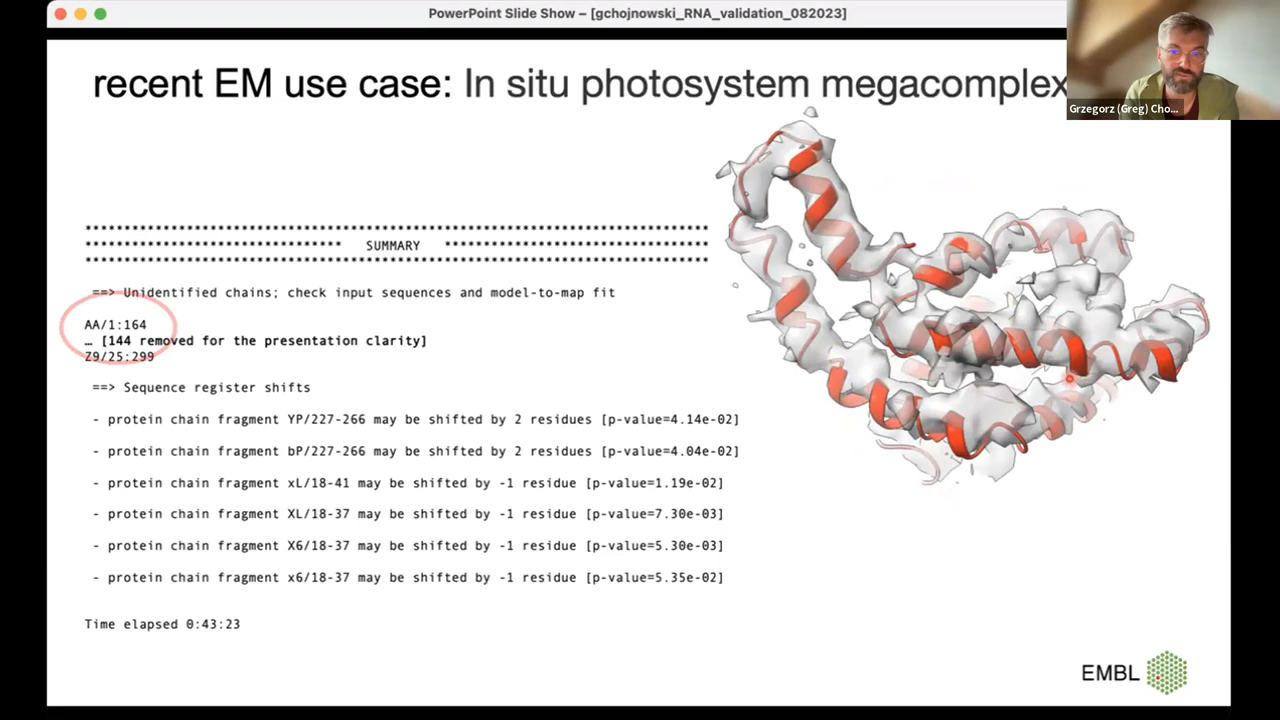 PowerPoint Slide Show – [gchojnowski_RNA_validation_082023]
recent EM use case: In situ photosystem megacomplex
Grzegorz (Greg) Cho...
SUMMARY
==> Unidentified chains; check input sequences and model-to-map fit
AA/1:164
… [144 removed for the presentation clarity]
Z9/25:299
==> Sequence register shifts
- protein chain fragment YP/227-266 may be shifted by 2 residues [p-value=4.14e-02]
- protein chain fragment bP/227-266 may be shifted by 2 residues [p-value=4.04e-02]
- protein chain fragment xL/18-41 may be shifted by -1 residue [p-value=1.19e-02]
- protein chain fragment XL/18-37 may be shifted by -1 residue [p-value=7.30e-03]
- protein chain fragment X6/18-37 may be shifted by -1 residue [p-value=5.30e-03]
- protein chain fragment x6/18-37 may be shifted by -1 residue [p-value=5.35e-02]
Time elapsed 0:43:23
EMBL